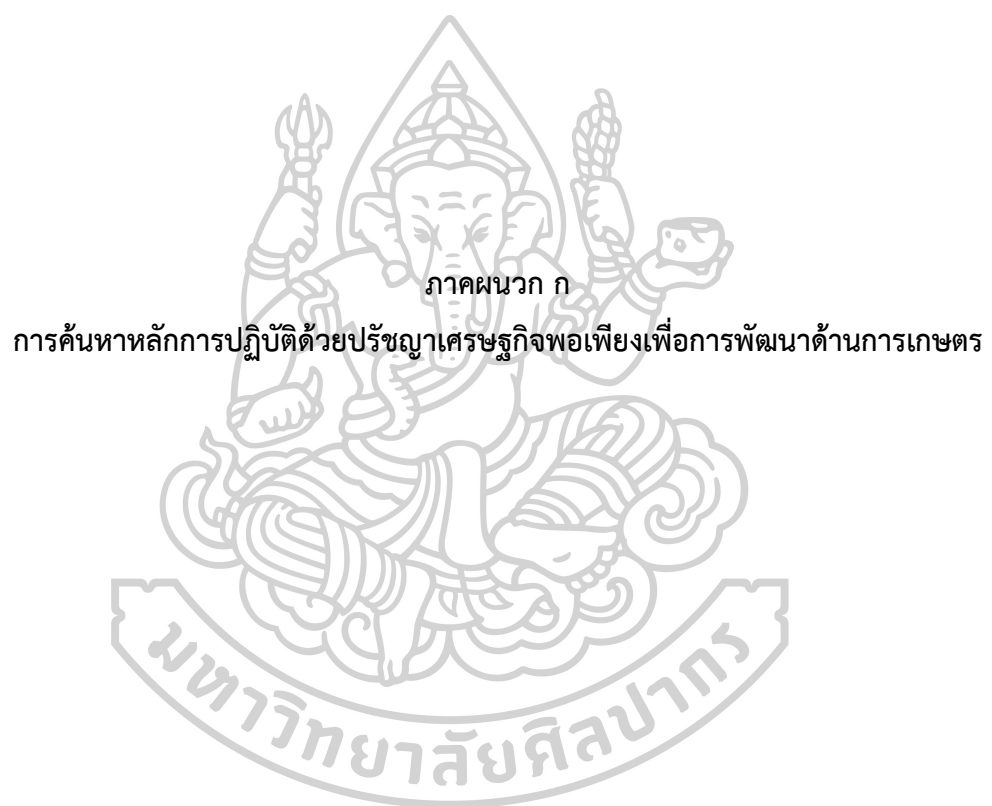 ภาคผนวก ก
การค้นหาหลักการปฏิบัติด้วยปรัชญาเศรษฐกิจพอเพียงเพื่อการพัฒนาด้านการเกษตร
มหาวิทยาลัยศิลปากร